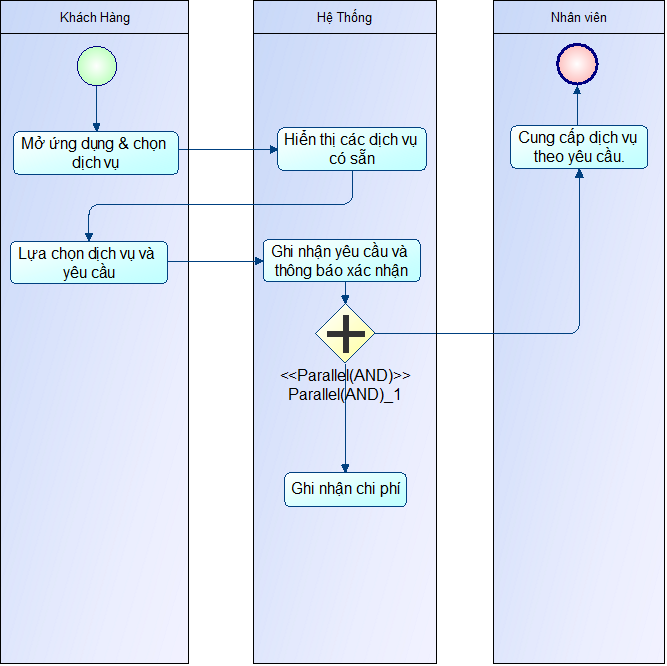 Khách Hàng
Hệ Thống
Nhân viên
Mở ứng dụng & chọn
dịch vụ
Hiển thị các dịch vụ
có sẵn
Cung cấp dịch vụ
theo yêu cầu.
Lựa chọn dịch vụ và
yêu cầu
Ghi nhận yêu cầu và
thông báo xác nhận
<<Parallel(AND)>>
Parallel(AND)_1
Ghi nhận chi phí